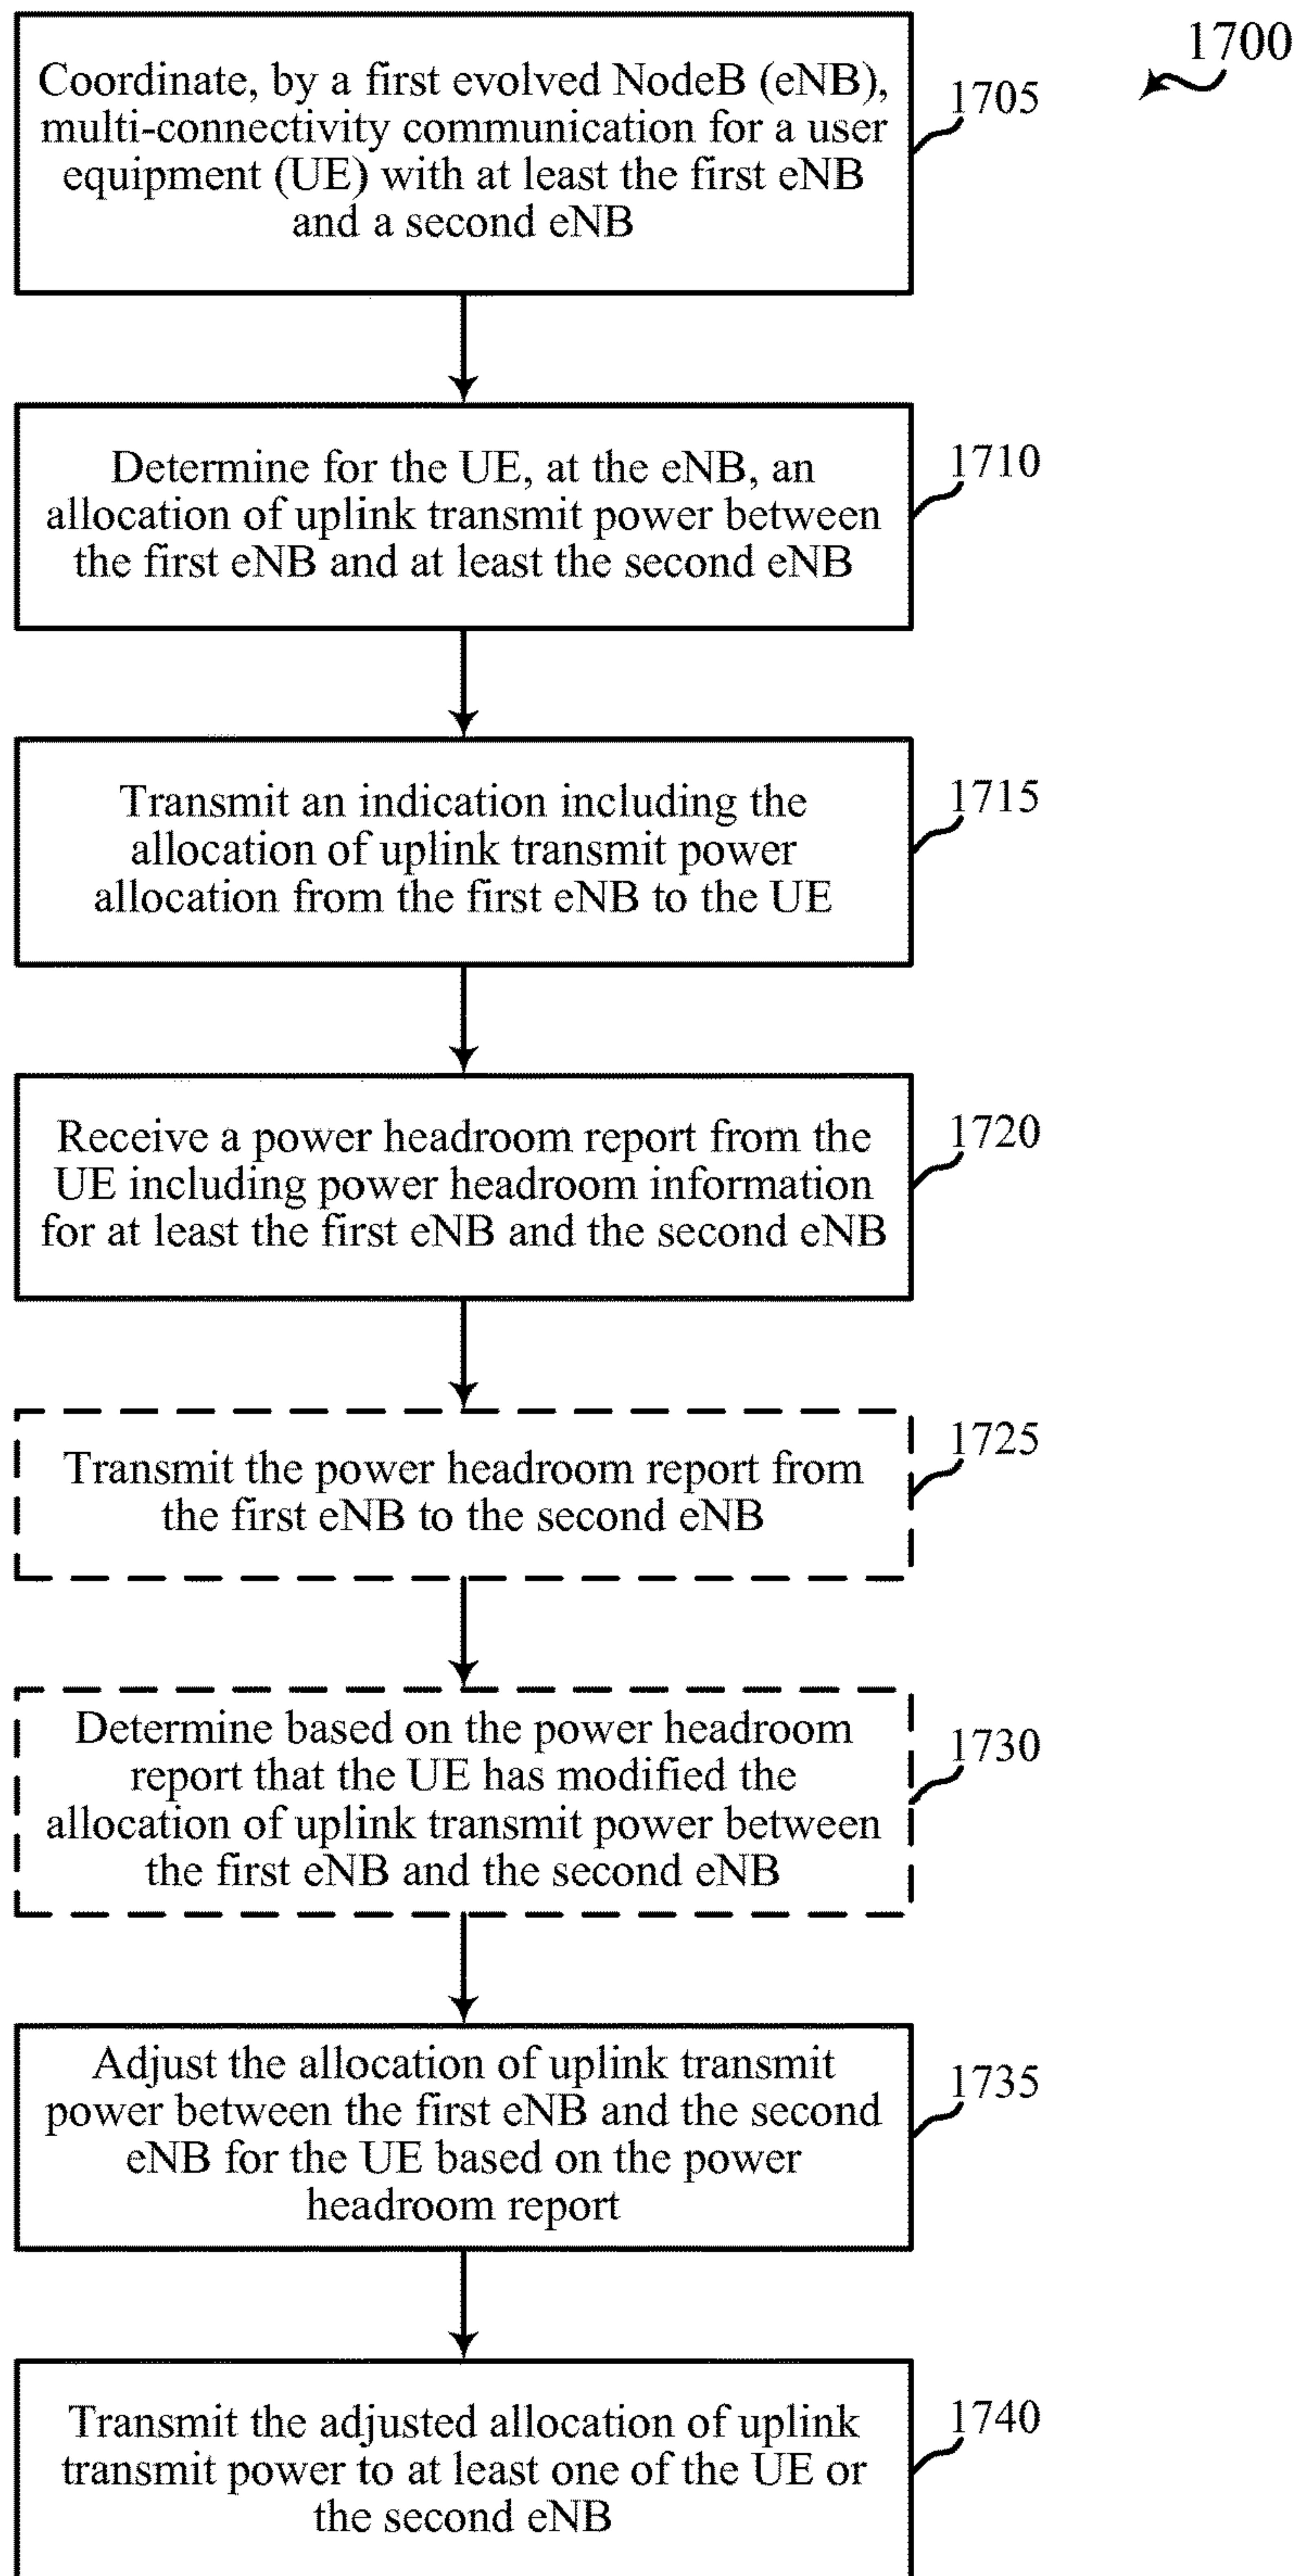 1700
Coordinate, by a first evolved NodeB (eNB),
multi-connectivity communication for a user
equipment (UE) with at least the first eNB
and a second eNB
1705
Determine for the UE, at the eNB, an
allocation of uplink transmit power between
the first eNB and at least the second eNB
1710
Transmit an indication including the
allocation of uplink transmit power
allocation from the first eNB to the UE
1715
Receive a power headroom report from the
UE including power headroom information
for at least the first eNB and the second eNB
1720
Transmit the power headroom report from
the first eNB to the second eNB
1725
Determine based on the power headroom
report that the UE has modified the
allocation of uplink transmit power between
the first eNB and the second eNB
1730
Adjust the allocation of uplink transmit
power between the first eNB and the second
eNB for the UE based on the power
headroom report
1735
Transmit the adjusted allocation of uplink
transmit power to at least one of the UE or
the second eNB
1740